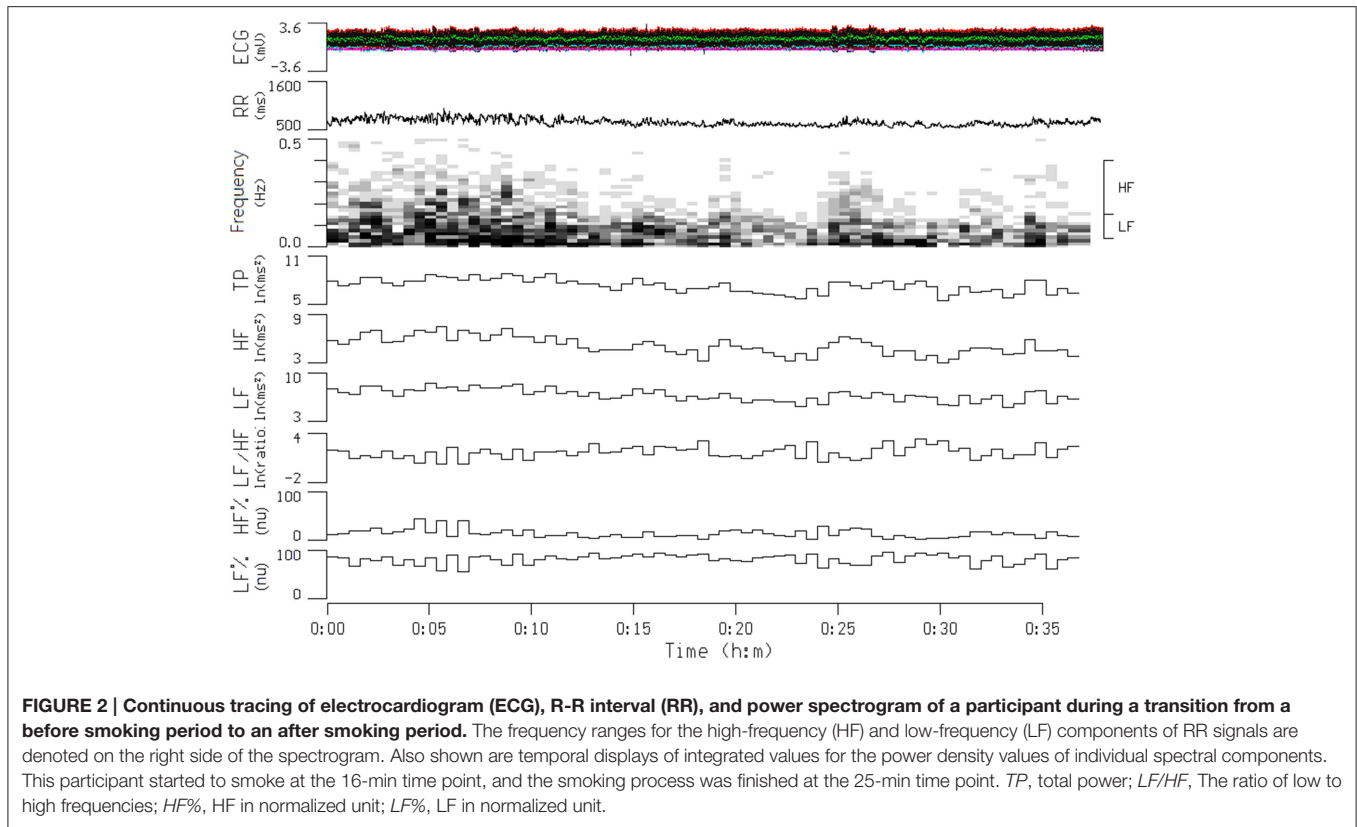 ECG
(mV)
3.6
-3.6
RR
(ms)
1600
500
Frequency
(Hz)
0.5
0.0
HF
LF
TP
ln(ms²)
11
5
HF
ln(ms²)
9
3
LF
ln(ms²)
10
3
LF/HF
ln(ratio)
4
-2
HF%
(nu)
100
0
LF%
(nu)
100
0
0:00 0:05 0:10 0:15 0:20 0:25 0:30 0:35
Time (h:m)
FIGURE 2 | Continuous tracing of electrocardiogram (ECG), R-R interval (RR), and power spectrogram of a participant during a transition from a
before smoking period to an after smoking period. The frequency ranges for the high-frequency (HF) and low-frequency (LF) components of RR signals are
denoted on the right side of the spectrogram. Also shown are temporal displays of integrated values for the power density values of individual spectral components.
This participant started to smoke at the 16-min time point, and the smoking process was finished at the 25-min time point. TP, total power; LF/HF, The ratio of low to
high frequencies; HF%, HF in normalized unit; LF%, LF in normalized unit.